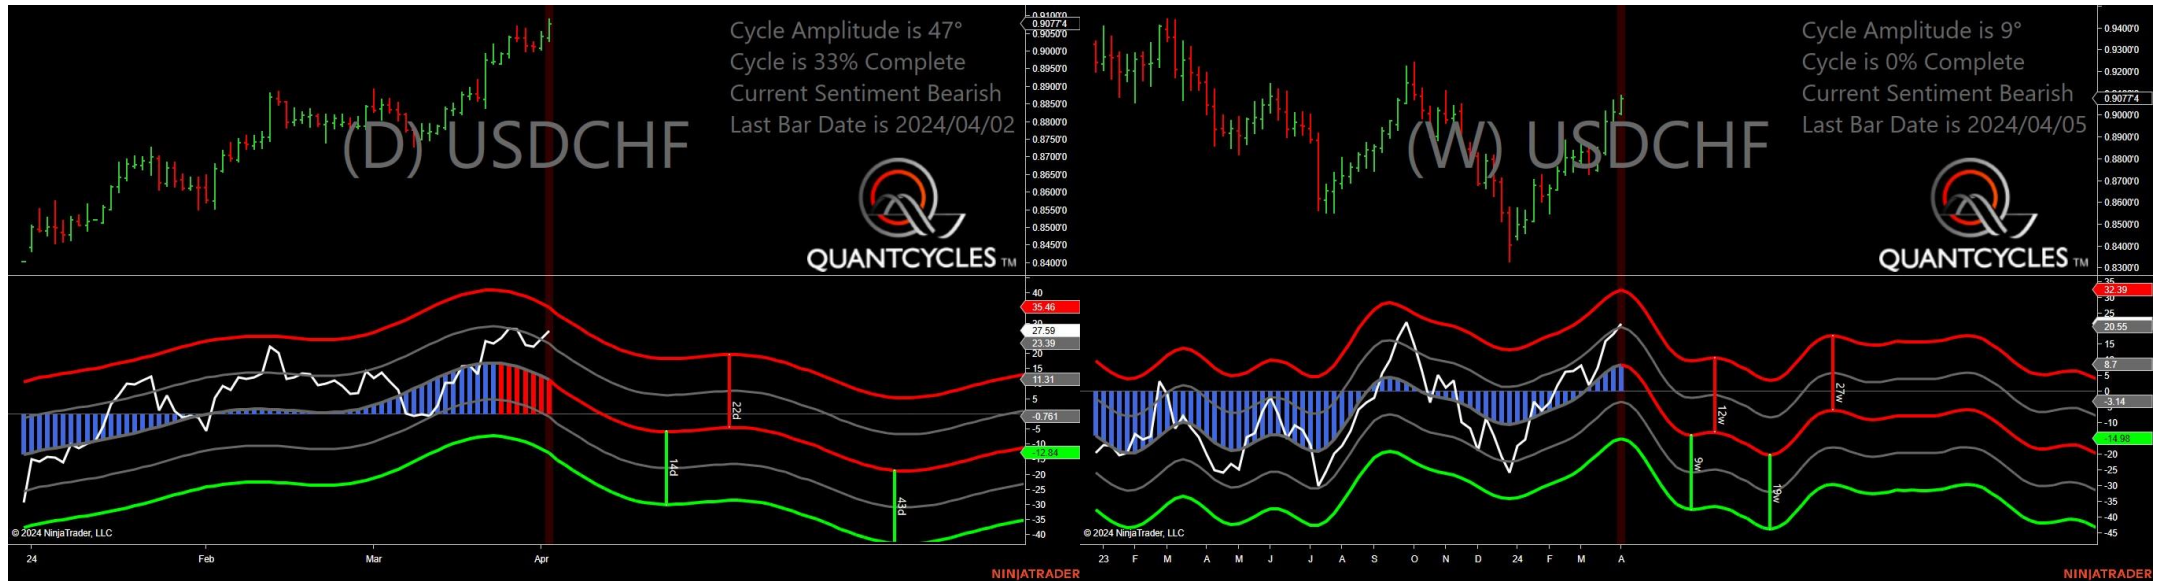 Cycle Amplitude is 47°
Cycle is 33% Complete
Current Sentiment Bearish
Last Bar Date is 2024/04/02
(D) USDCHF
QUANTCYCLES TM
0.9100'0
0.9077'4
0.9050'0
0.9000'0
0.8950'0
0.8900'0
0.8850'0
0.8800'0
0.8750'0
0.8700'0
0.8650'0
0.8600'0
0.8550'0
0.8500'0
0.8450'0
0.8400'0
40
35.46
27.59
23.39
20
15
11.31
5
-0.761
-5
-10
-12.84
-20
-25
-30
-35
-40
22d
14d
43d
© 2024 NinjaTrader, LLC
24 Feb Mar Apr
NINJATRADER
Cycle Amplitude is 9°
Cycle is 0% Complete
Current Sentiment Bearish
Last Bar Date is 2024/04/05
(W) USDCHF
QUANTCYCLES TM
0.9400'0
0.9300'0
0.9200'0
0.9077'4
0.9000'0
0.8900'0
0.8800'0
0.8700'0
0.8600'0
0.8500'0
0.8400'0
0.8300'0
35
32.39
30
20.55
15
8.7
5
0
-3.14
-10
-14.98
-20
-25
-30
-35
-40
-45
12w
27w
9w
19w
© 2024 NinjaTrader, LLC
23 F M A M J J A S O N D 24 F M A
NINJATRADER